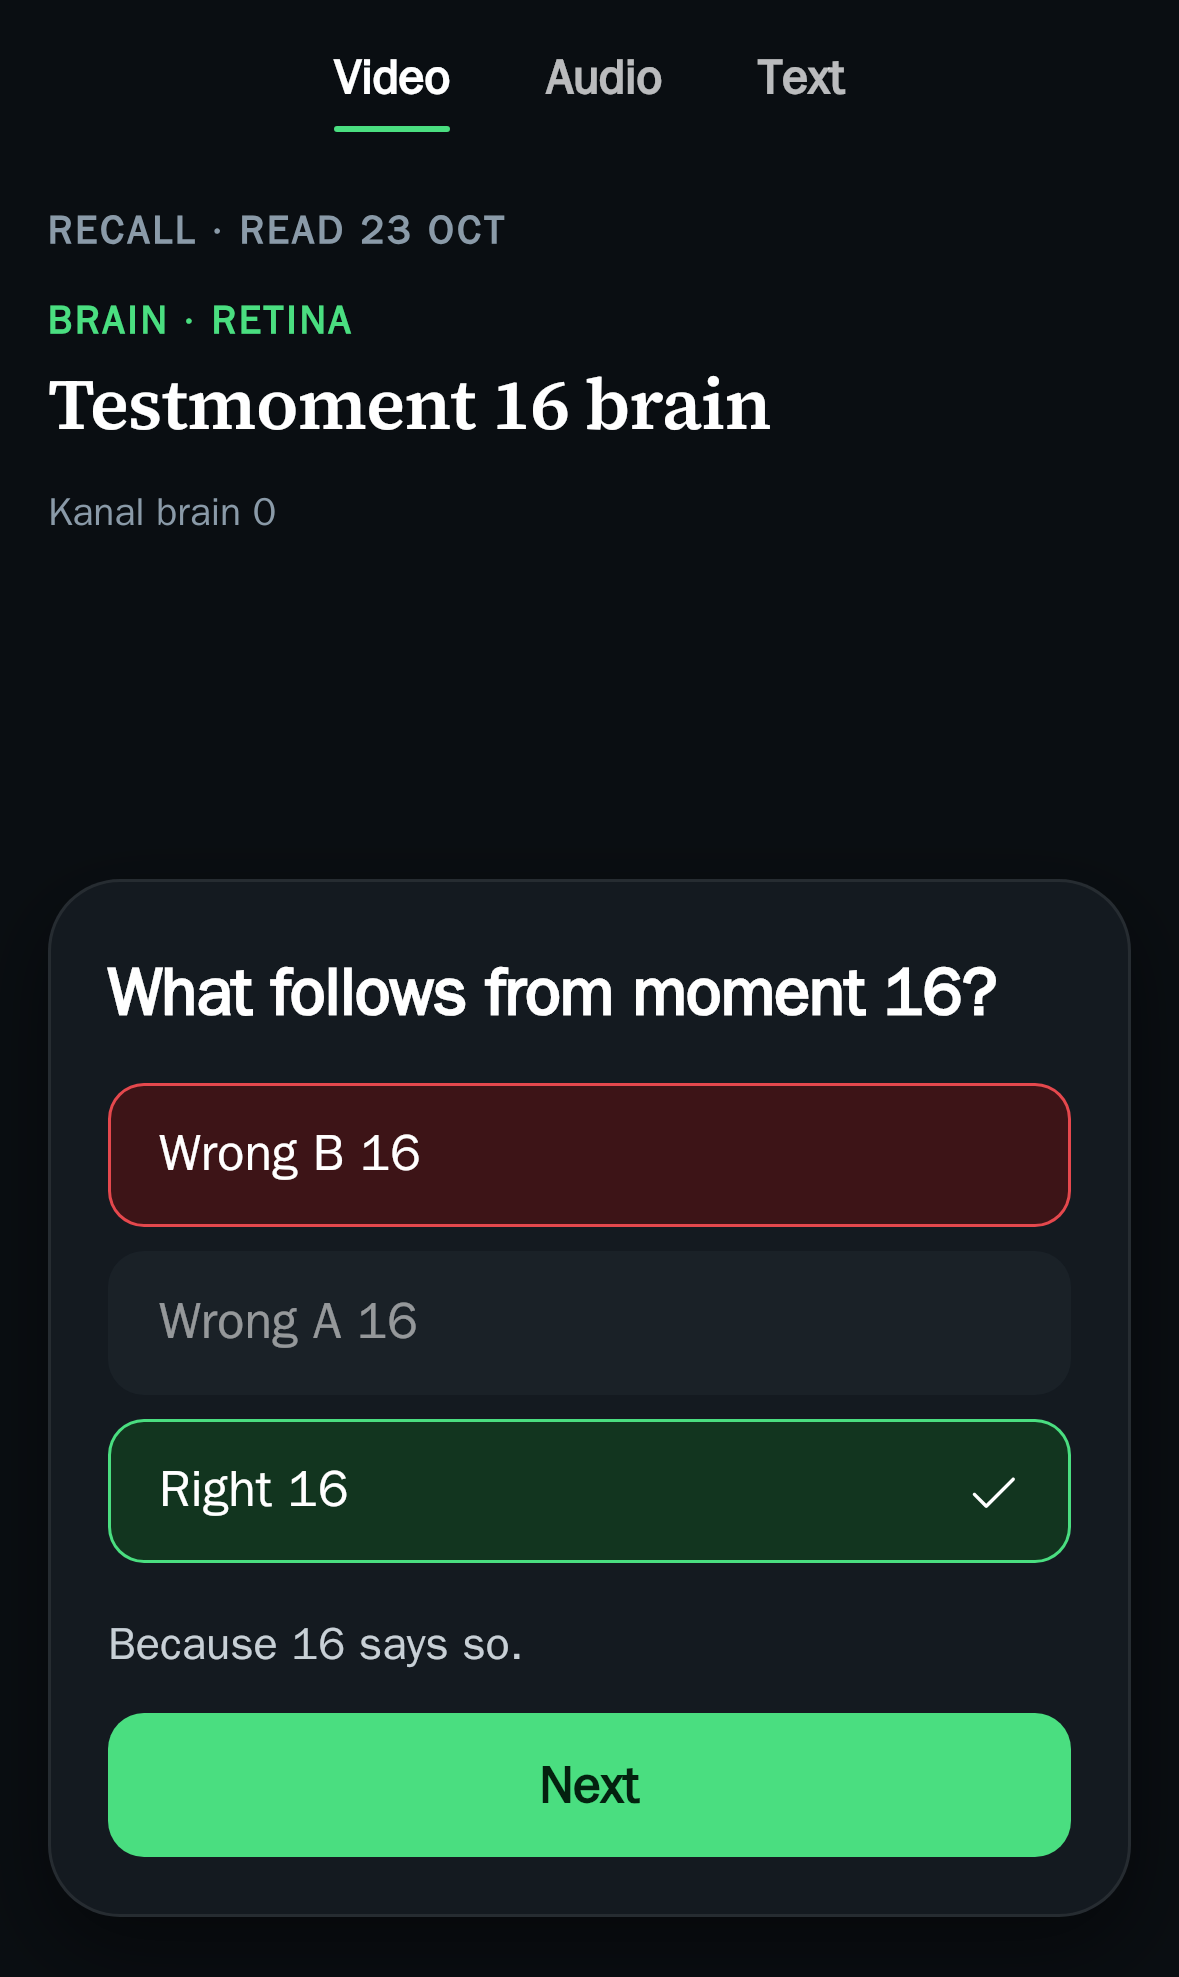 Video Audio Text
RECALL · READ 23 OCT
BRAIN · RETINA
Testmoment 16 brain
Kanal brain 0
What follows from moment 16?
Wrong B 16
Wrong A 16
Right 16
Because 16 says so.
Next